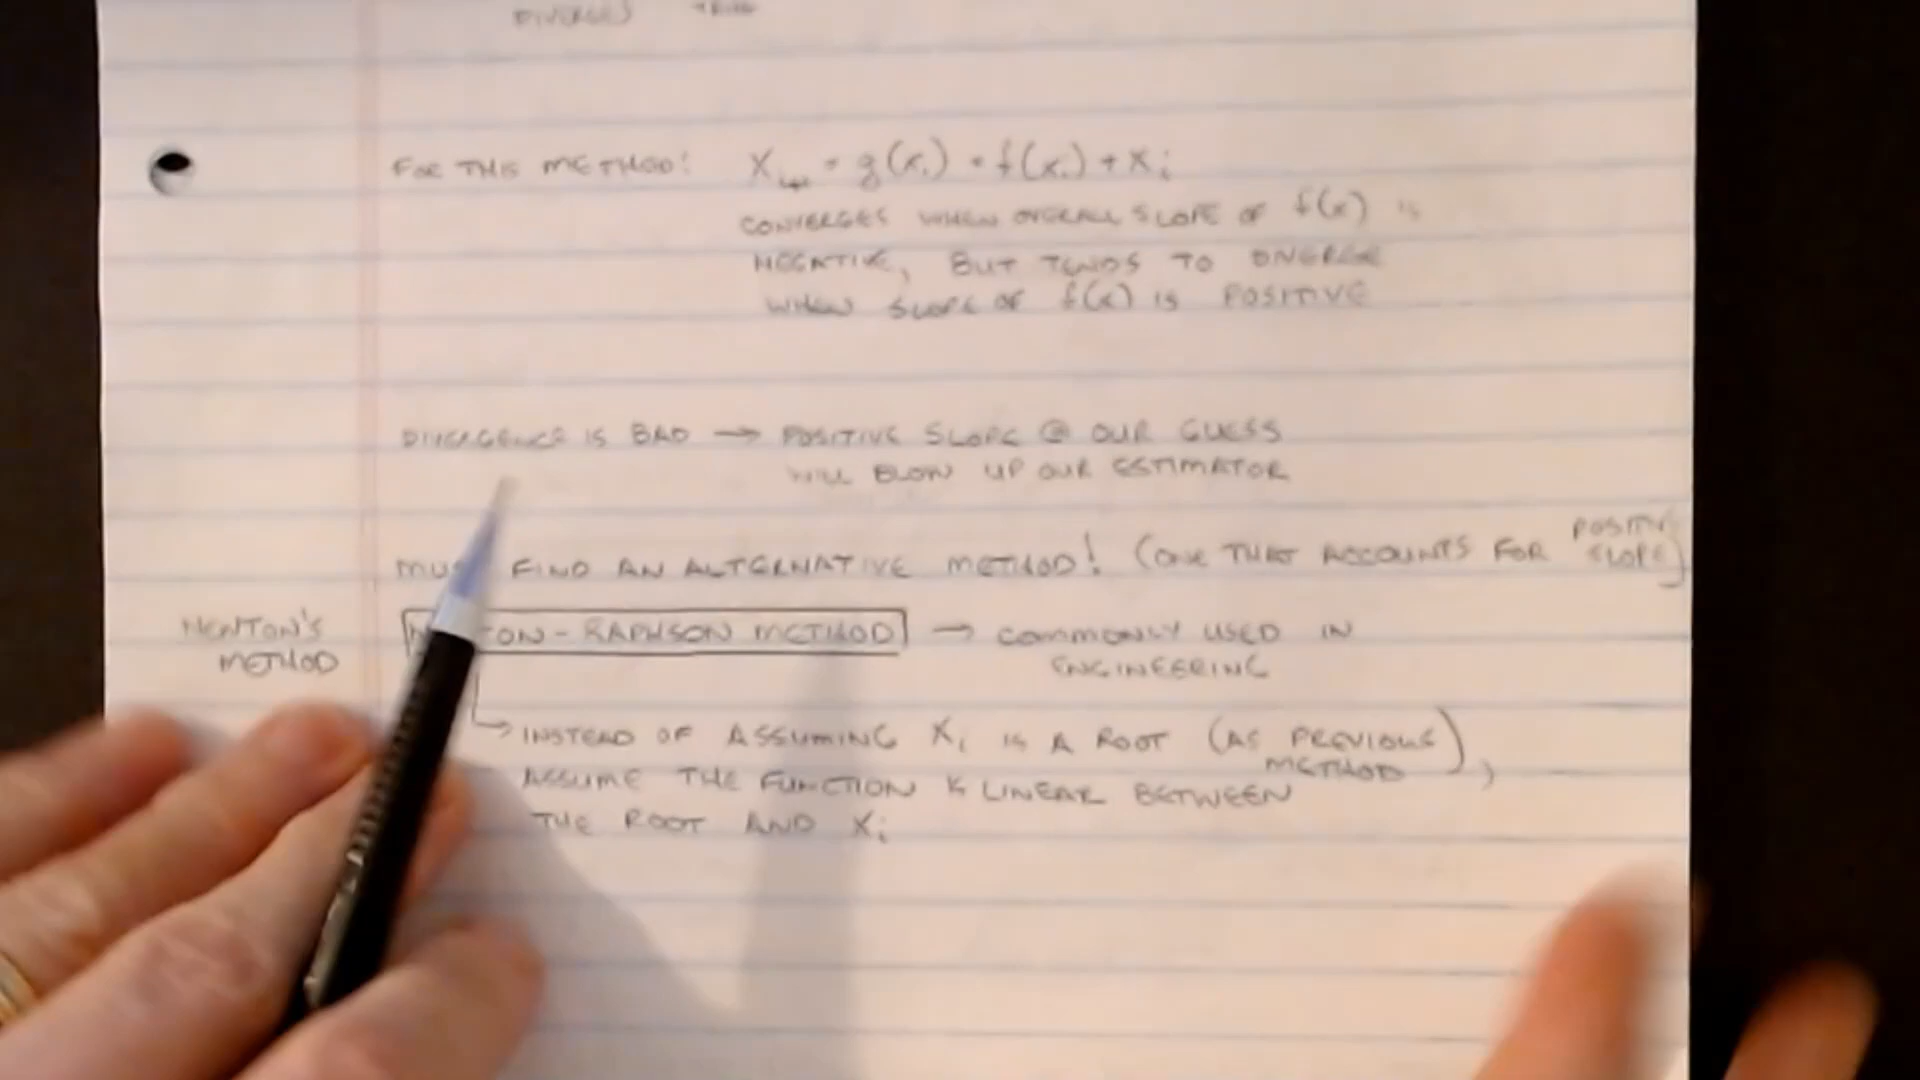 DIVERGES
FOR THIS METHOD: Xi+1 = g(xi) = f(xi) + Xi
CONVERGES WHEN OVERALL SLOPE OF f(x) IS
NEGATIVE, BUT TENDS TO DIVERGE
WHEN SLOPE OF f(x) IS POSITIVE
DIVERGENCE IS BAD → POSITIVE SLOPE @ OUR GUESS
WILL BLOW UP OUR ESTIMATOR
FIND AN ALTERNATIVE METHOD! (ONE THAT ACCOUNTS FOR SLOPE)
NEWTON'S
METHOD
TON-RAPHSON METHOD → COMMONLY USED IN
ENGINEERING
INSTEAD OF ASSUMING Xi IS A ROOT (AS PREVIOUS
METHOD),
ASSUME THE FUNCTION IS LINEAR BETWEEN
THE ROOT AND Xi